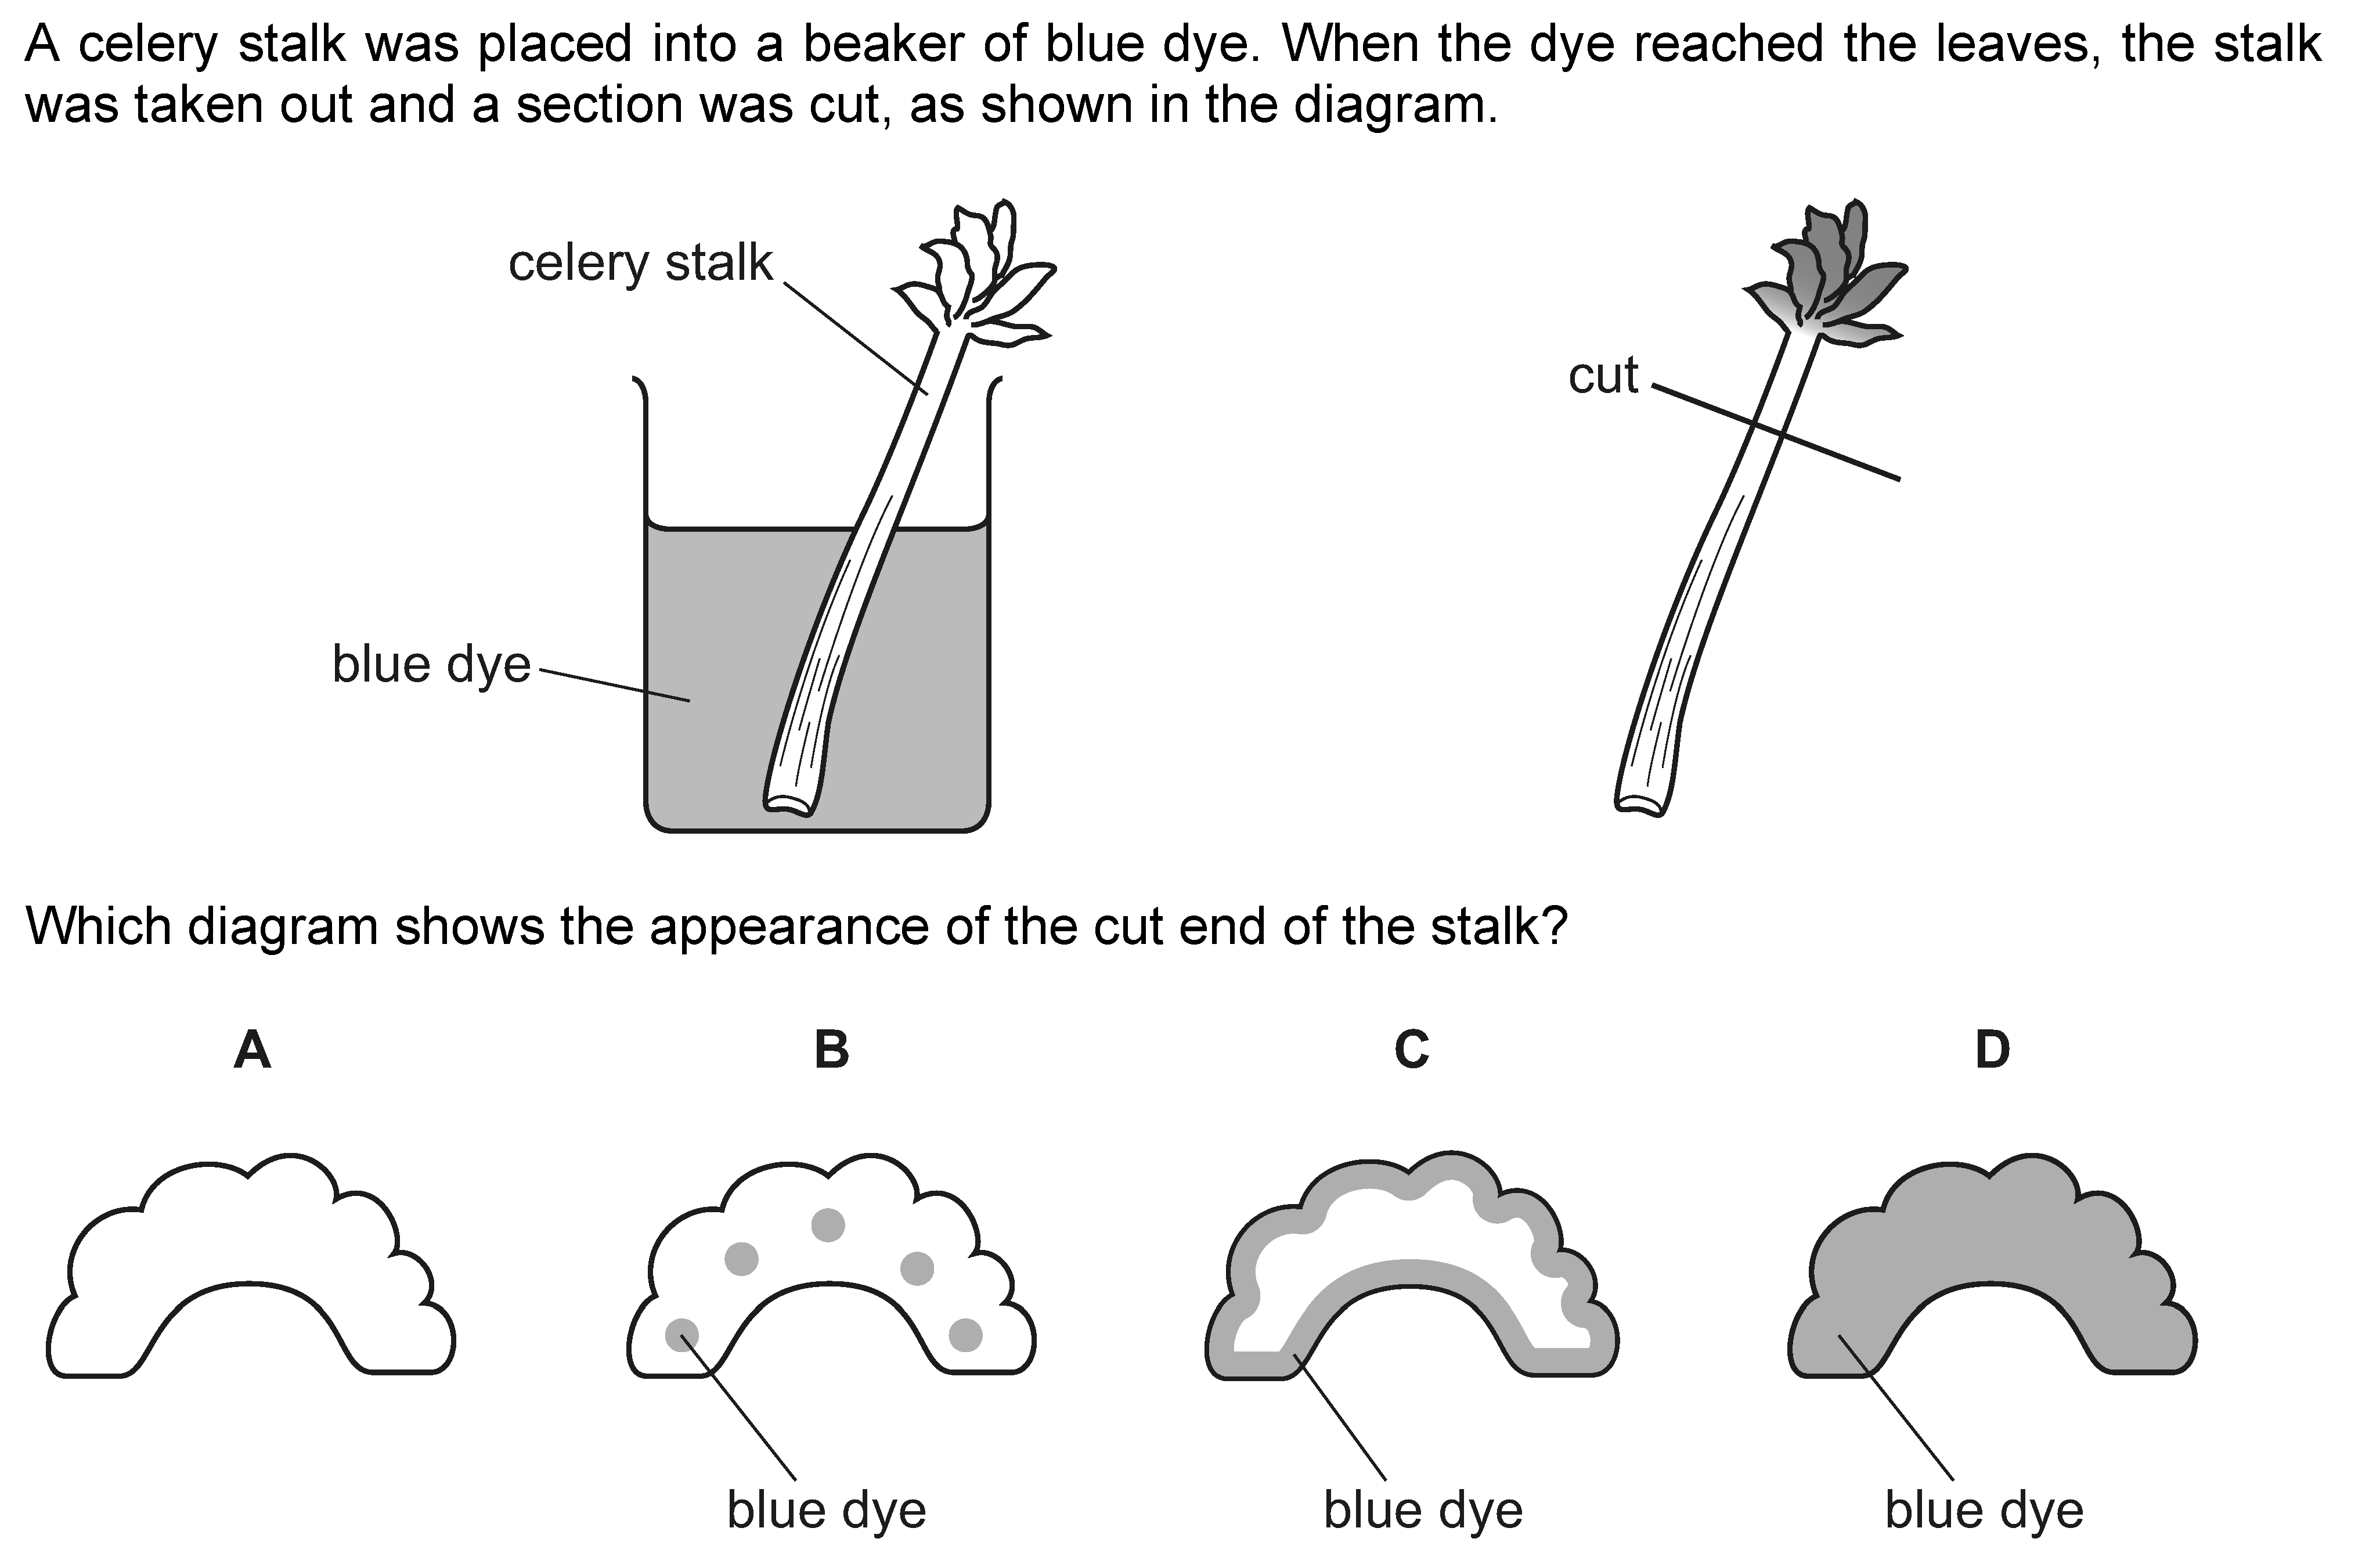 A celery stalk was placed into a beaker of blue dye. When the dye reached the leaves, the stalk
was taken out and a section was cut, as shown in the diagram.
celery stalk
cut
blue dye
Which diagram shows the appearance of the cut end of the stalk?
A B C D
blue dye blue dye blue dye